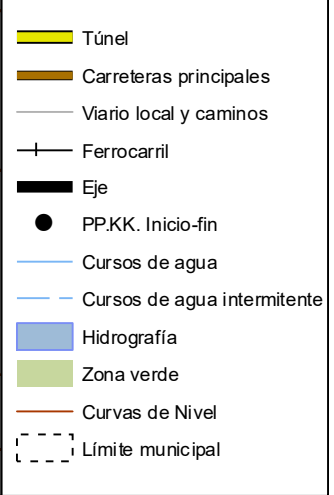 Túnel
Carreteras principales
Viario local y caminos
Ferrocarril
Eje
PP.KK. Inicio-fin
Cursos de agua
Cursos de agua intermitente
Hidrografía
Zona verde
Curvas de Nivel
Límite municipal